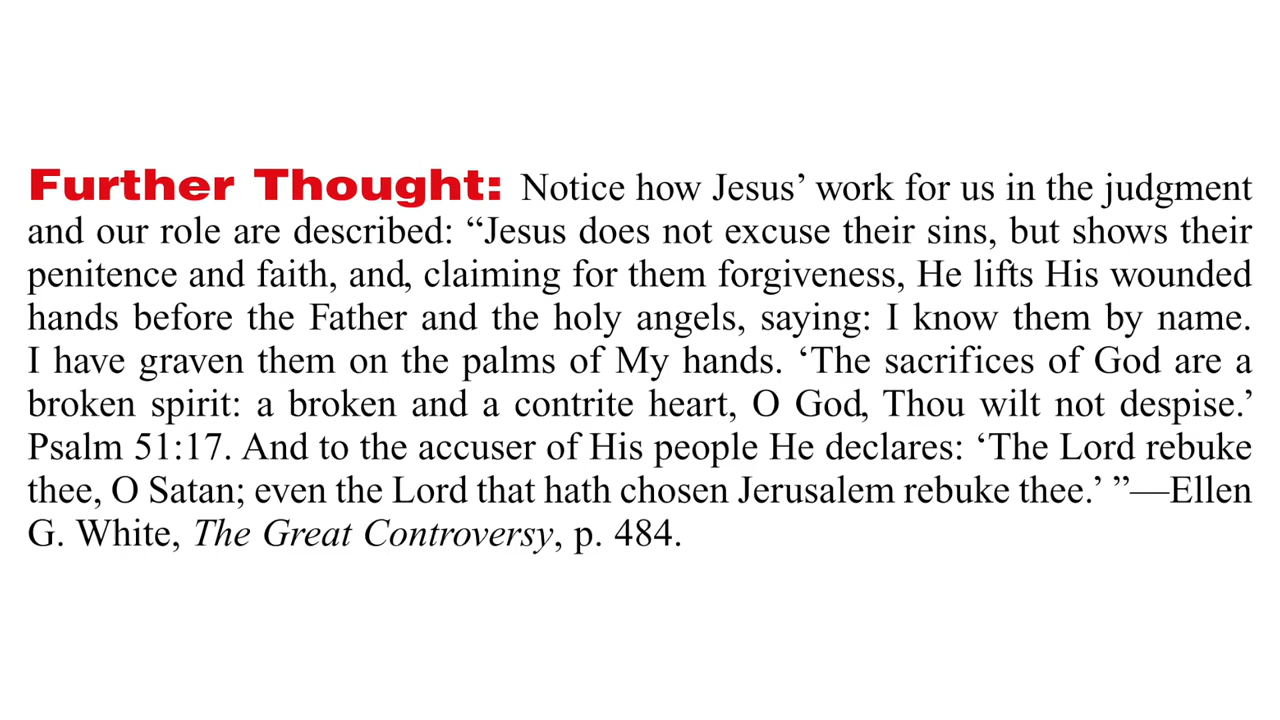 Further Thought: Notice how Jesus’ work for us in the judgment
and our role are described: “Jesus does not excuse their sins, but shows their
penitence and faith, and, claiming for them forgiveness, He lifts His wounded
hands before the Father and the holy angels, saying: I know them by name.
I have graven them on the palms of My hands. ‘The sacrifices of God are a
broken spirit: a broken and a contrite heart, O God, Thou wilt not despise.’
Psalm 51:17. And to the accuser of His people He declares: ‘The Lord rebuke
thee, O Satan; even the Lord that hath chosen Jerusalem rebuke thee.’ ”—Ellen
G. White, The Great Controversy, p. 484.